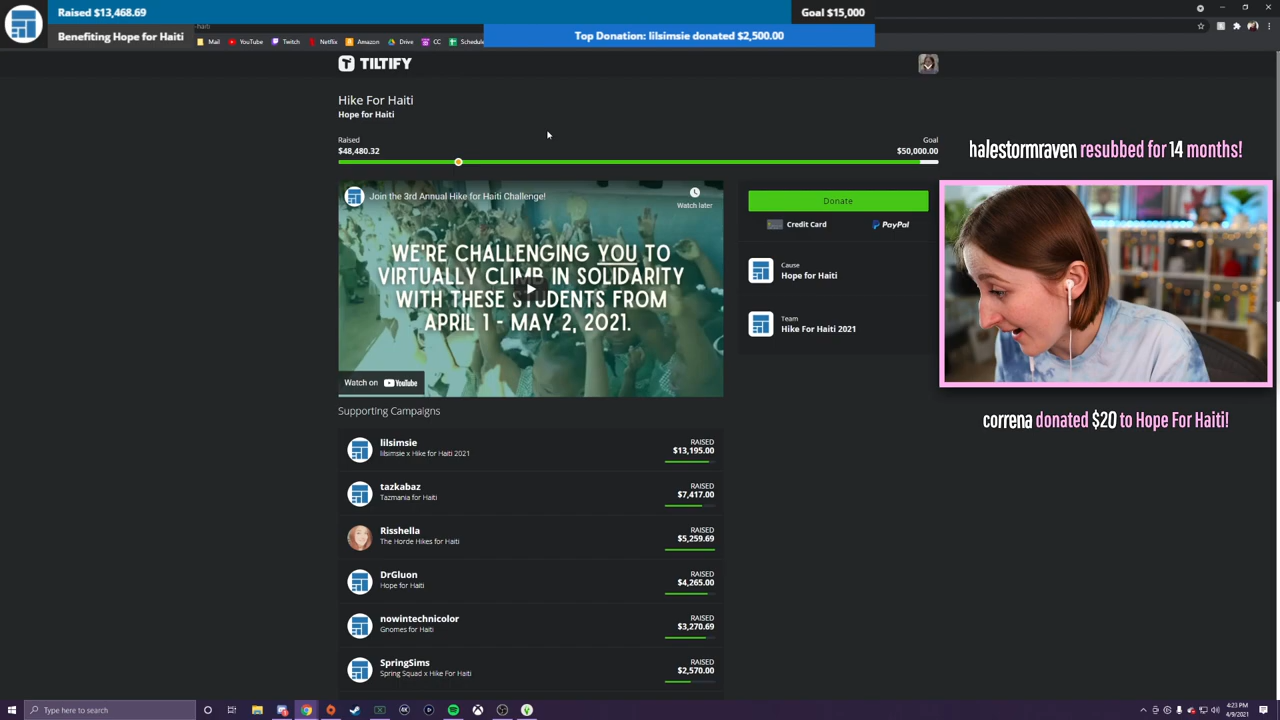 Raised $13,468.69
Goal $15,000
Benefiting Hope for Haiti
haiti
Mail
YouTube
Twitch
Netflix
Amazon
Drive
CC
Schedule
Top Donation: lilsimsie donated $2,500.00
TILTIFY
Hike For Haiti
Hope for Haiti
Raised
$48,480.32
Goal
$50,000.00
halestormraven resubbed for 14 months!
Join the 3rd Annual Hike for Haiti Challenge!
Watch later
WE'RE CHALLENGING YOU TO
VIRTUALLY CLIMB IN SOLIDARITY
WITH THESE STUDENTS FROM
APRIL 1 - MAY 2, 2021.
Watch on YouTube
Donate
Credit Card
PayPal
Cause
Hope for Haiti
Team
Hike For Haiti 2021
correna donated $20 to Hope For Haiti!
Supporting Campaigns
lilsimsie
lilsimsie x Hike for Haiti 2021
RAISED
$13,195.00
tazkabaz
Tazmania for Haiti
RAISED
$7,417.00
Risshella
The Horde Hikes for Haiti
RAISED
$5,259.69
DrGluon
Hope for Haiti
RAISED
$4,265.00
nowintechnicolor
Gnomes for Haiti
RAISED
$3,270.69
SpringSims
Spring Squad x Hike For Haiti
RAISED
$2,570.00
Type here to search
4:23 PM
4/9/2021